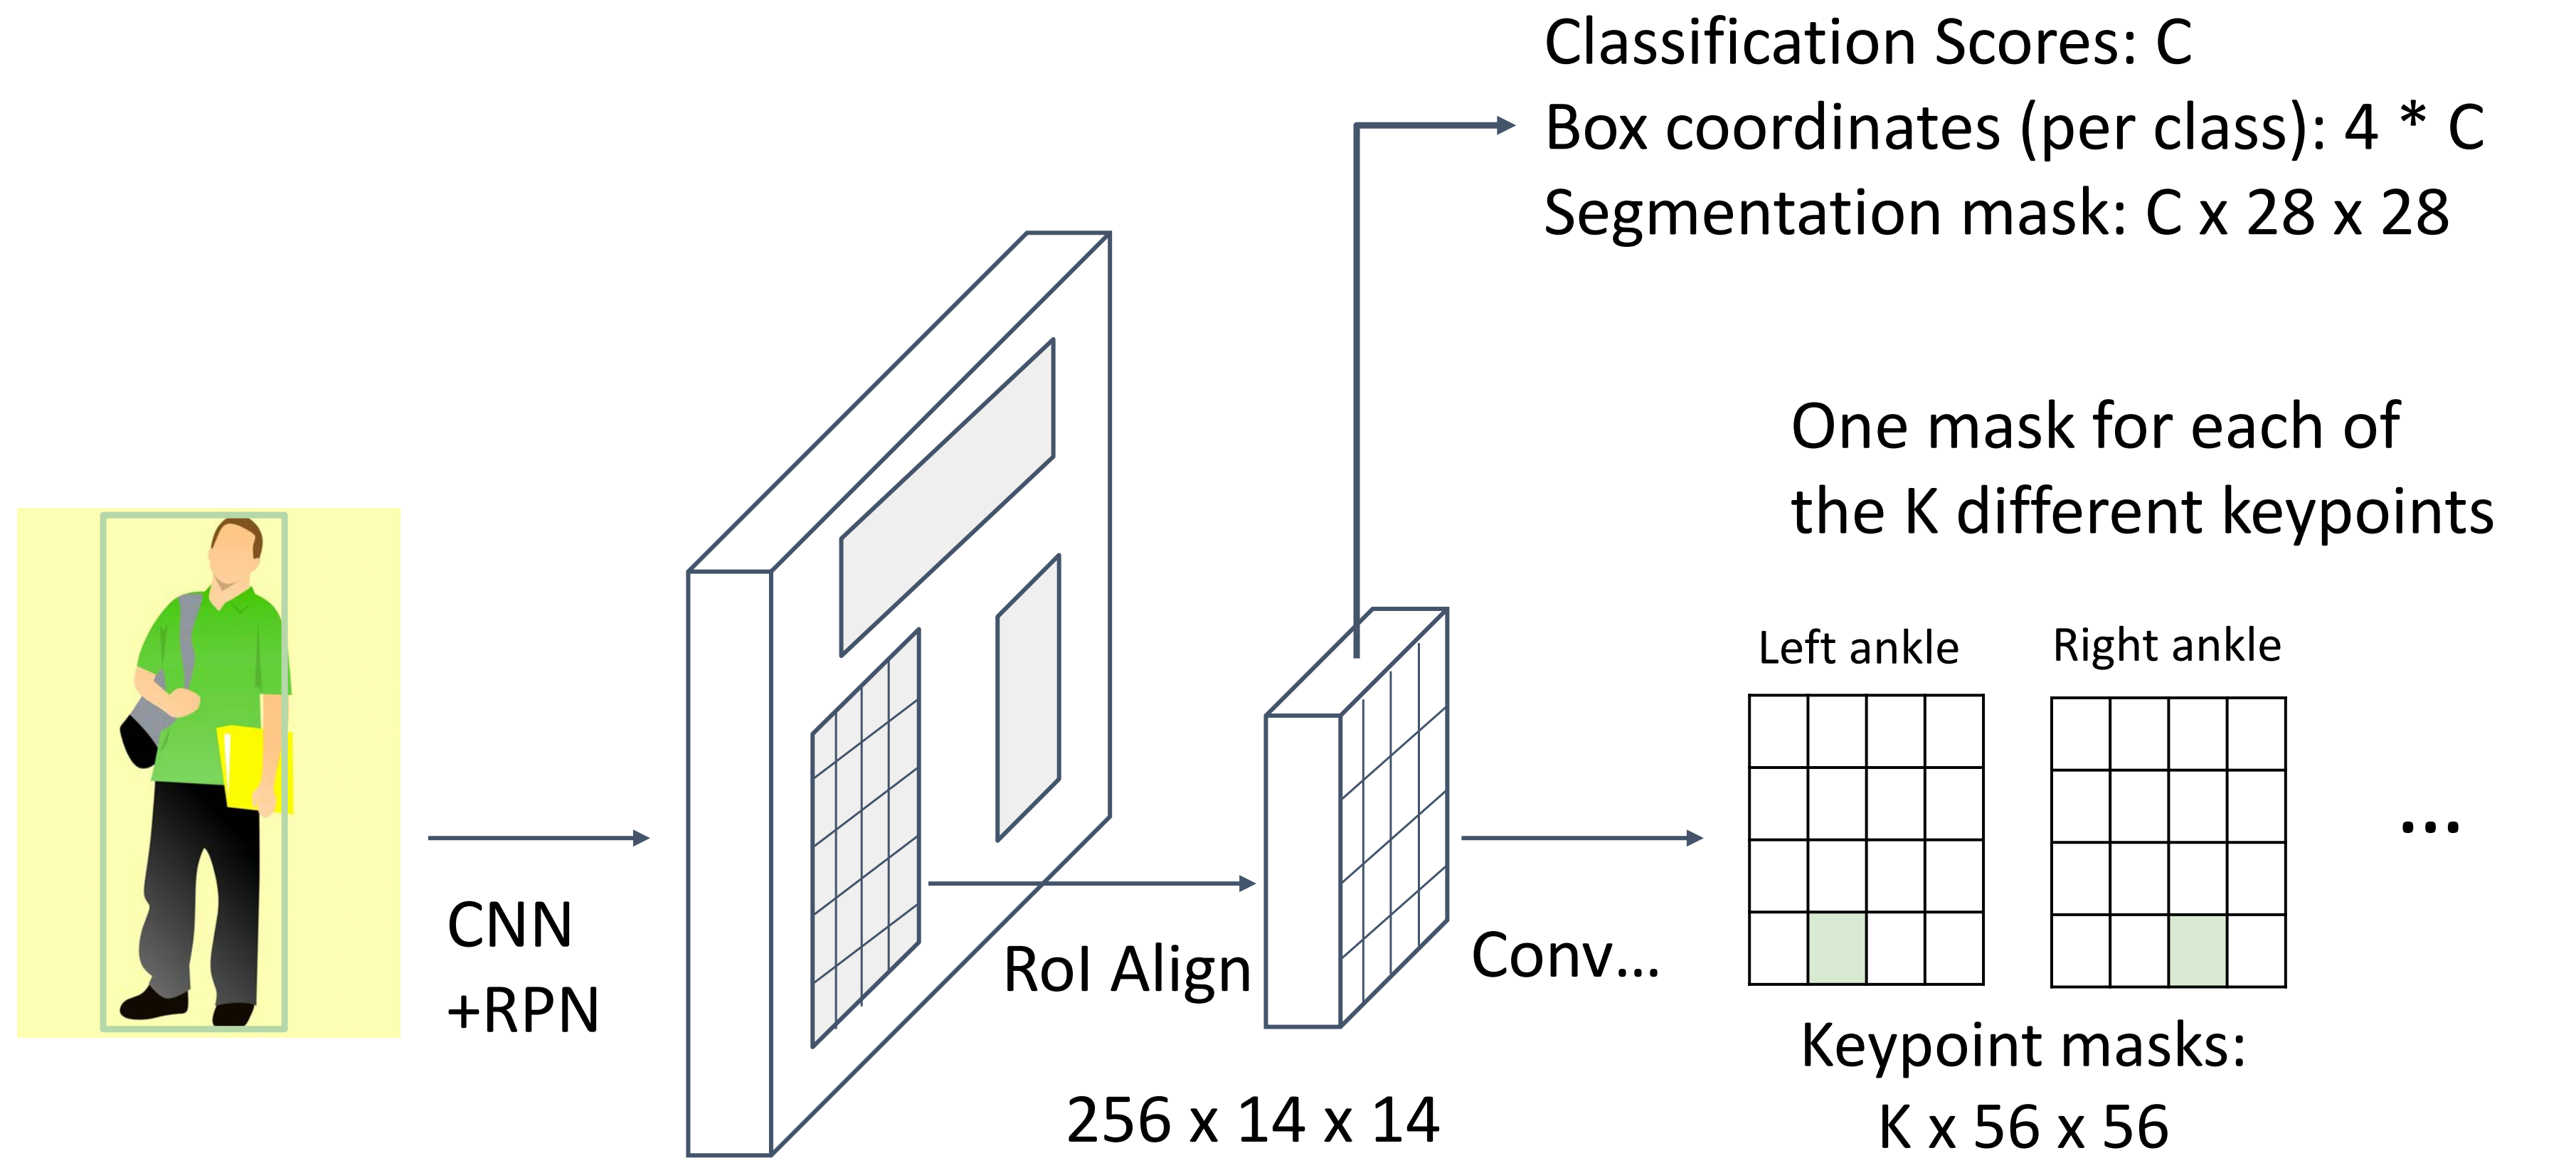 Classification Scores: C
Box coordinates (per class): 4 * C
Segmentation mask: C x 28 x 28
One mask for each of
the K different keypoints
Left ankle
Right ankle
...
CNN
+RPN
RoI Align
Conv...
256 x 14 x 14
Keypoint masks:
K x 56 x 56